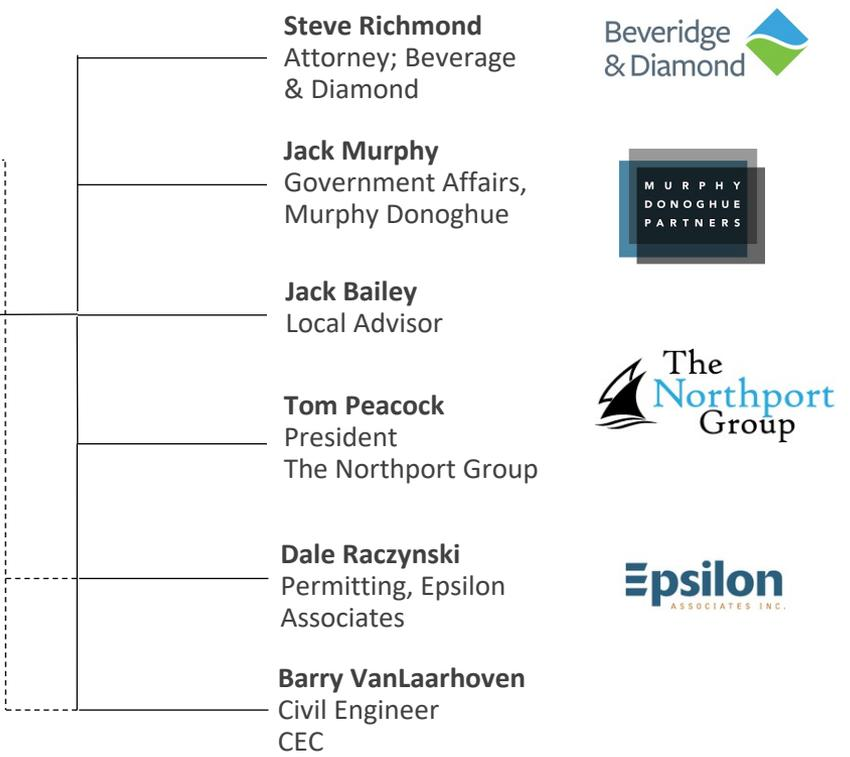 Steve Richmond
Attorney; Beverage
& Diamond
Beveridge
& Diamond
Jack Murphy
Government Affairs,
Murphy Donoghue
MURPHY
DONOGHUE
PARTNERS
Jack Bailey
Local Advisor
Tom Peacock
President
The Northport Group
The
Northport
Group
Dale Raczynski
Permitting, Epsilon
Associates
Epsilon
ASSOCIATES INC.
Barry VanLaarhoven
Civil Engineer
CEC